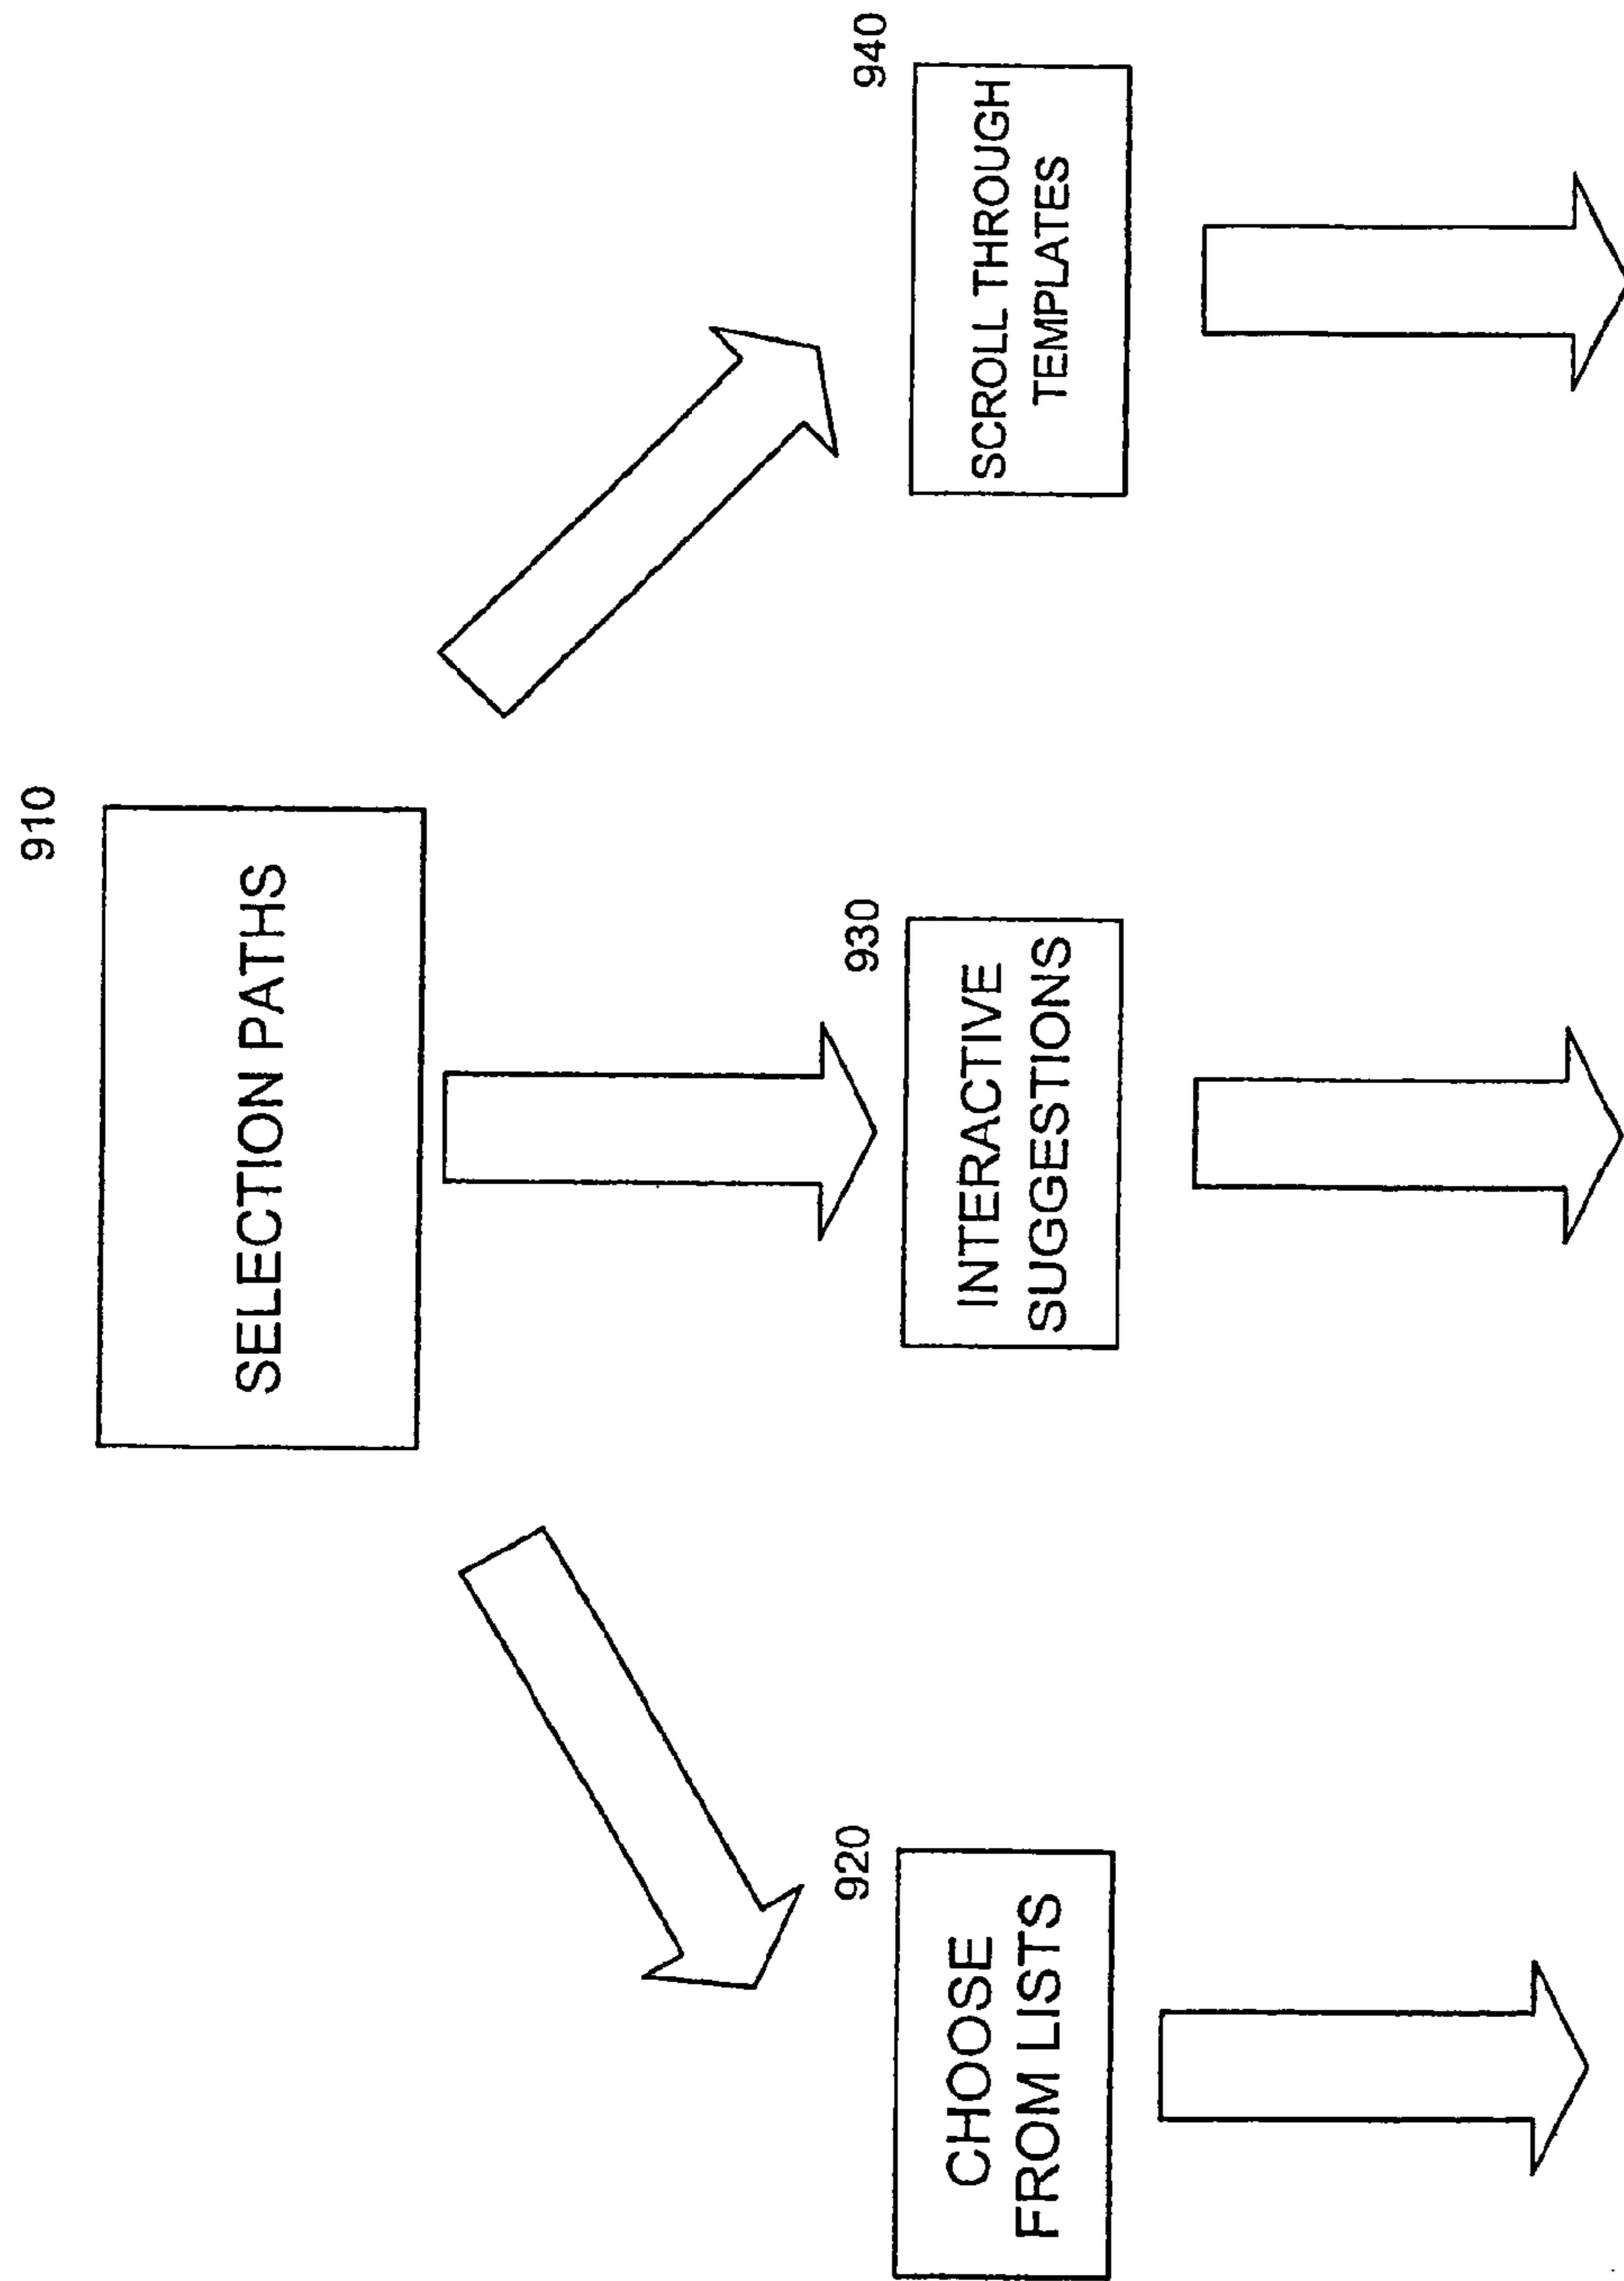 910
SELECTION PATHS
920
CHOOSE
FROM LISTS
930
INTERACTIVE
SUGGESTIONS
940
SCROLL THROUGH
TEMPLATES